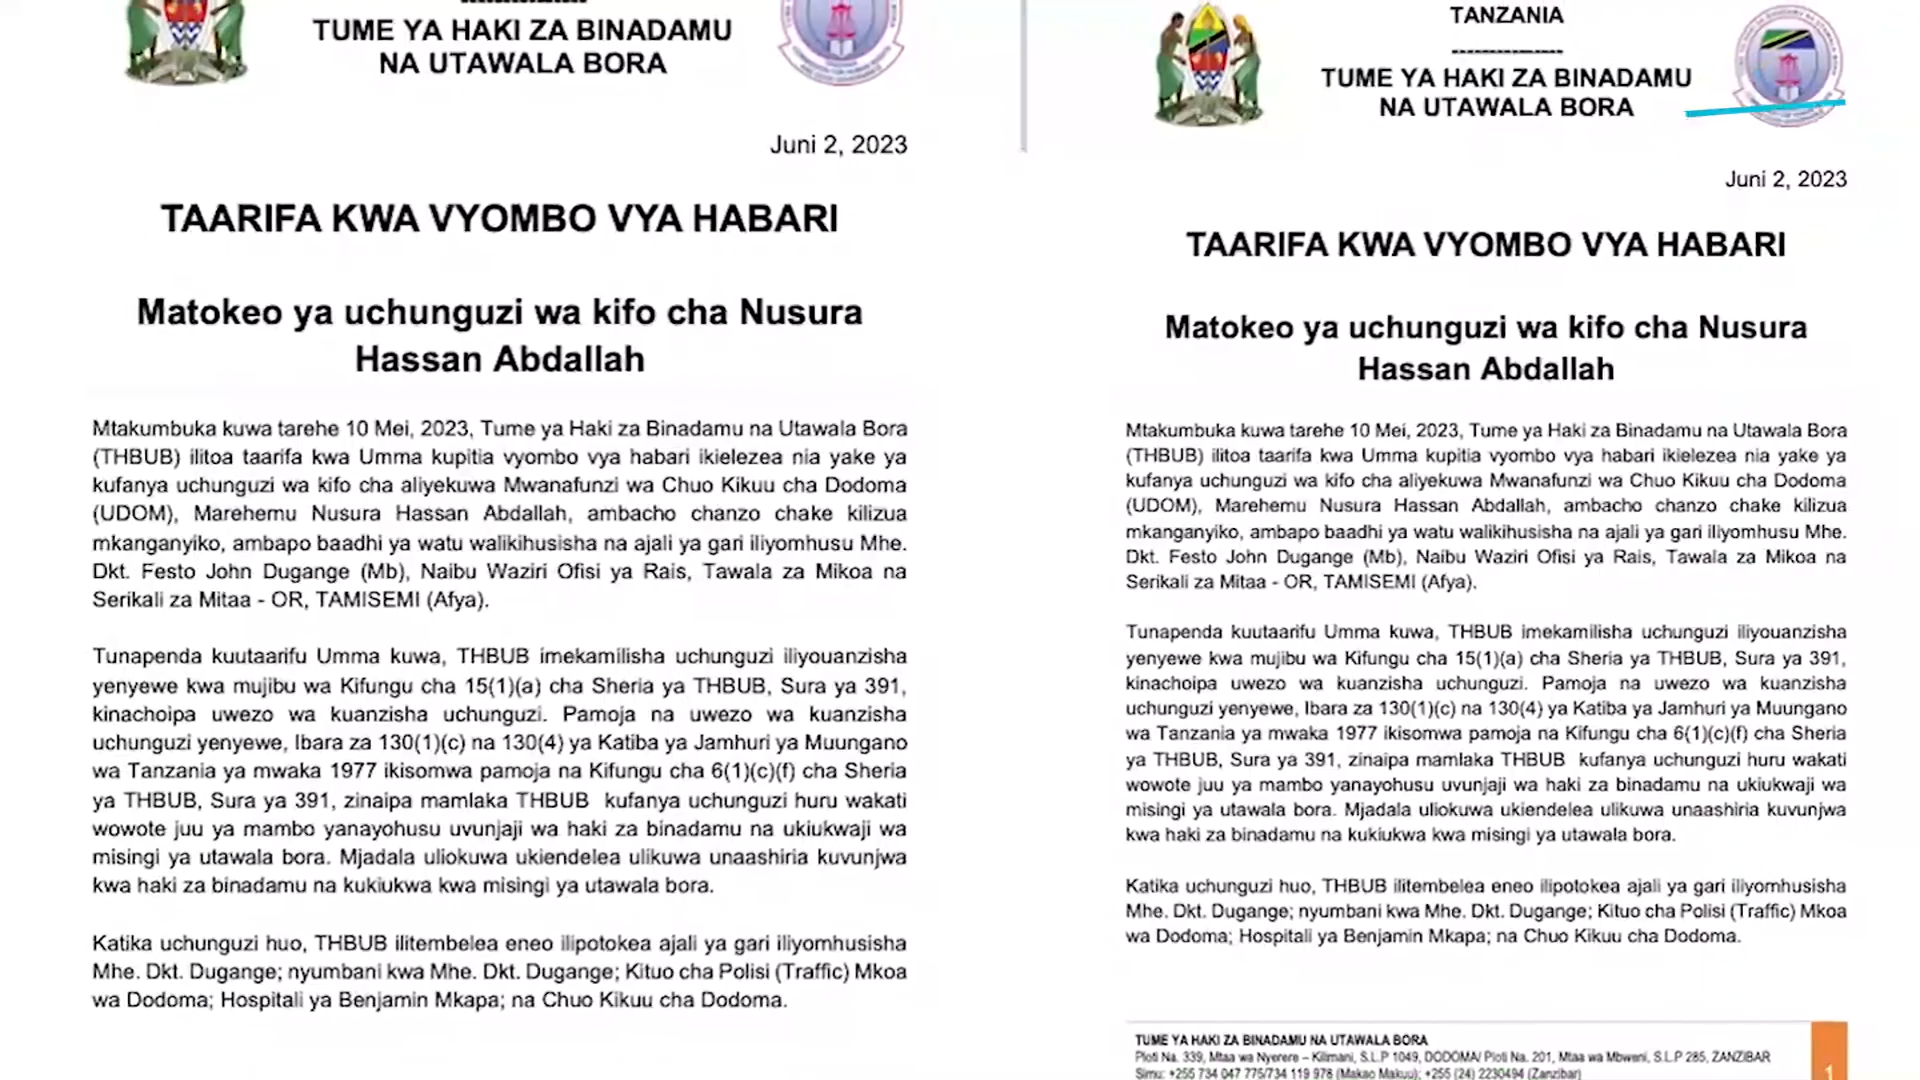 TUME YA HAKI ZA BINADAMU
NA UTAWALA BORA
Juni 2, 2023
TAARIFA KWA VYOMBO VYA HABARI
Matokeo ya uchunguzi wa kifo cha Nusura
Hassan Abdallah
Mtakumbuka kuwa tarehe 10 Mei, 2023, Tume ya Haki za Binadamu na Utawala Bora
(THBUB) ilitoa taarifa kwa Umma kupitia vyombo vya habari ikielezea nia yake ya
kufanya uchunguzi wa kifo cha aliyekuwa Mwanafunzi wa Chuo Kikuu cha Dodoma
(UDOM), Marehemu Nusura Hassan Abdallah, ambacho chanzo chake kilizua
mkanganyiko, ambapo baadhi ya watu walikihusisha na ajali ya gari iliyomhusu Mhe.
Dkt. Festo John Dugange (Mb), Naibu Waziri Ofisi ya Rais, Tawala za Mikoa na
Serikali za Mitaa - OR, TAMISEMI (Afya).
Tunapenda kuutaarifu Umma kuwa, THBUB imekamilisha uchunguzi iliyouanzisha
yenyewe kwa mujibu wa Kifungu cha 15(1)(a) cha Sheria ya THBUB, Sura ya 391,
kinachoipa uwezo wa kuanzisha uchunguzi. Pamoja na uwezo wa kuanzisha
uchunguzi yenyewe, Ibara za 130(1)(c) na 130(4) ya Katiba ya Jamhuri ya Muungano
wa Tanzania ya mwaka 1977 ikisomwa pamoja na Kifungu cha 6(1)(c)(f) cha Sheria
ya THBUB, Sura ya 391, zinaipa mamlaka THBUB kufanya uchunguzi huru wakati
wowote juu ya mambo yanayohusu uvunjaji wa haki za binadamu na ukiukwaji wa
misingi ya utawala bora. Mjadala uliokuwa ukiendelea ulikuwa unaashiria kuvunjwa
kwa haki za binadamu na kukiukwa kwa misingi ya utawala bora.
Katika uchunguzi huo, THBUB ilitembelea eneo ilipotokea ajali ya gari iliyomhusisha
Mhe. Dkt. Dugange; nyumbani kwa Mhe. Dkt. Dugange; Kituo cha Polisi (Traffic) Mkoa
wa Dodoma; Hospitali ya Benjamin Mkapa; na Chuo Kikuu cha Dodoma.
TANZANIA
----------------
TUME YA HAKI ZA BINADAMU
NA UTAWALA BORA
Juni 2, 2023
TAARIFA KWA VYOMBO VYA HABARI
Matokeo ya uchunguzi wa kifo cha Nusura
Hassan Abdallah
Mtakumbuka kuwa tarehe 10 Mei, 2023, Tume ya Haki za Binadamu na Utawala Bora
(THBUB) ilitoa taarifa kwa Umma kupitia vyombo vya habari ikielezea nia yake ya
kufanya uchunguzi wa kifo cha aliyekuwa Mwanafunzi wa Chuo Kikuu cha Dodoma
(UDOM), Marehemu Nusura Hassan Abdallah, ambacho chanzo chake kilizua
mkanganyiko, ambapo baadhi ya watu walikihusisha na ajali ya gari iliyomhusu Mhe.
Dkt. Festo John Dugange (Mb), Naibu Waziri Ofisi ya Rais, Tawala za Mikoa na
Serikali za Mitaa - OR, TAMISEMI (Afya).
Tunapenda kuutaarifu Umma kuwa, THBUB imekamilisha uchunguzi iliyouanzisha
yenyewe kwa mujibu wa Kifungu cha 15(1)(a) cha Sheria ya THBUB, Sura ya 391,
kinachoipa uwezo wa kuanzisha uchunguzi. Pamoja na uwezo wa kuanzisha
uchunguzi yenyewe, Ibara za 130(1)(c) na 130(4) ya Katiba ya Jamhuri ya Muungano
wa Tanzania ya mwaka 1977 ikisomwa pamoja na Kifungu cha 6(1)(c)(f) cha Sheria
ya THBUB, Sura ya 391, zinaipa mamlaka THBUB kufanya uchunguzi huru wakati
wowote juu ya mambo yanayohusu uvunjaji wa haki za binadamu na ukiukwaji wa
misingi ya utawala bora. Mjadala uliokuwa ukiendelea ulikuwa unaashiria kuvunjwa
kwa haki za binadamu na kukiukwa kwa misingi ya utawala bora.
Katika uchunguzi huo, THBUB ilitembelea eneo ilipotokea ajali ya gari iliyomhusisha
Mhe. Dkt. Dugange; nyumbani kwa Mhe. Dkt. Dugange; Kituo cha Polisi (Traffic) Mkoa
wa Dodoma; Hospitali ya Benjamin Mkapa; na Chuo Kikuu cha Dodoma.
TUME YA HAKI ZA BINADAMU NA UTAWALA BORA
Ploti Na. 339, Mtaa wa Nyerere – Kilimani, S.L.P 1049, DODOMA/ Ploti Na. 201, Mtaa wa Mbweni, S.L.P 285, ZANZIBAR
Simu: +255 734 047 775/734 119 978 (Makao Makuu); +255 (24) 2230494 (Zanzibar)
1